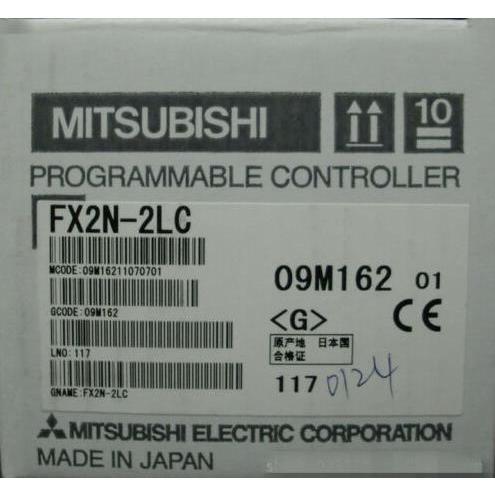 MITSUBISHI
10
PROGRAMMABLE CONTROLLER
FX2N-2LC
MCODE:09M16211070701
09M162 01
GCODE:09M162
<G>
CE
原产地 日本国
合格证
LNO:117
117 0124
GNAME:FX2N-2LC
MITSUBISHI ELECTRIC CORPORATION
MADE IN JAPAN